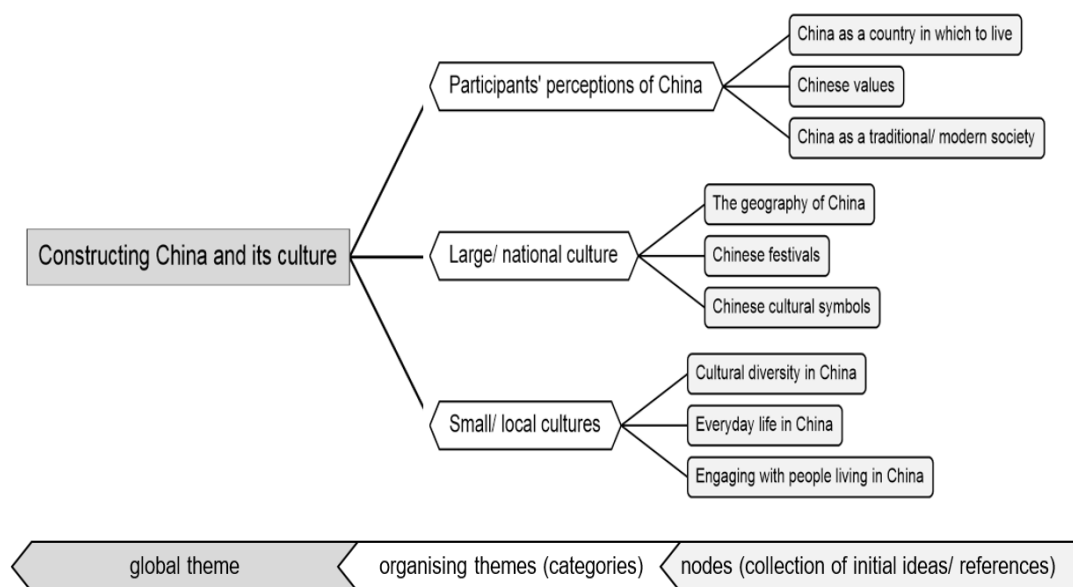 China as a country in which to live
Participants' perceptions of China
Chinese values
China as a traditional/ modern society
The geography of China
Constructing China and its culture
Large/ national culture
Chinese festivals
Chinese cultural symbols
Cultural diversity in China
Small/ local cultures
Everyday life in China
Engaging with people living in China
global theme
organising themes (categories)
nodes (collection of initial ideas/ references)